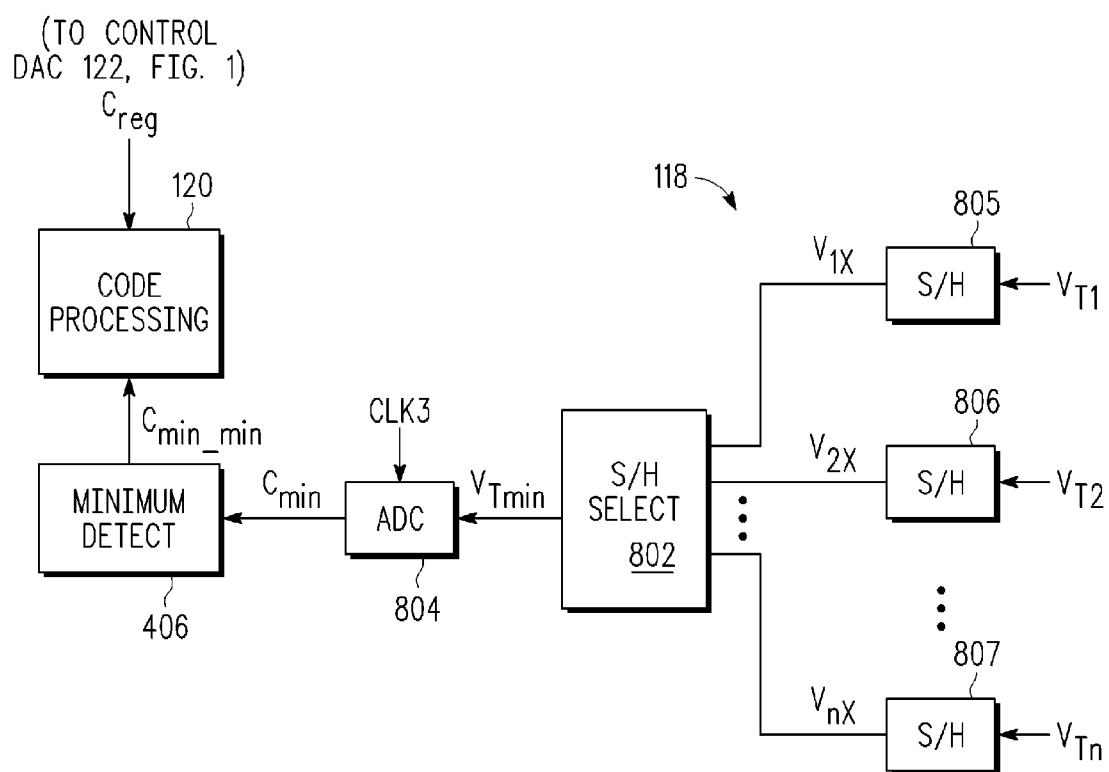 (TO CONTROL
DAC 122, FIG. 1)
C_reg
120
CODE
PROCESSING
C_min_min
MINIMUM
DETECT
406
C_min
CLK3
ADC
804
V_Tmin
S/H
SELECT
802
118
V_1X
805
S/H
V_T1
V_2X
806
S/H
V_T2
V_nX
807
S/H
V_Tn